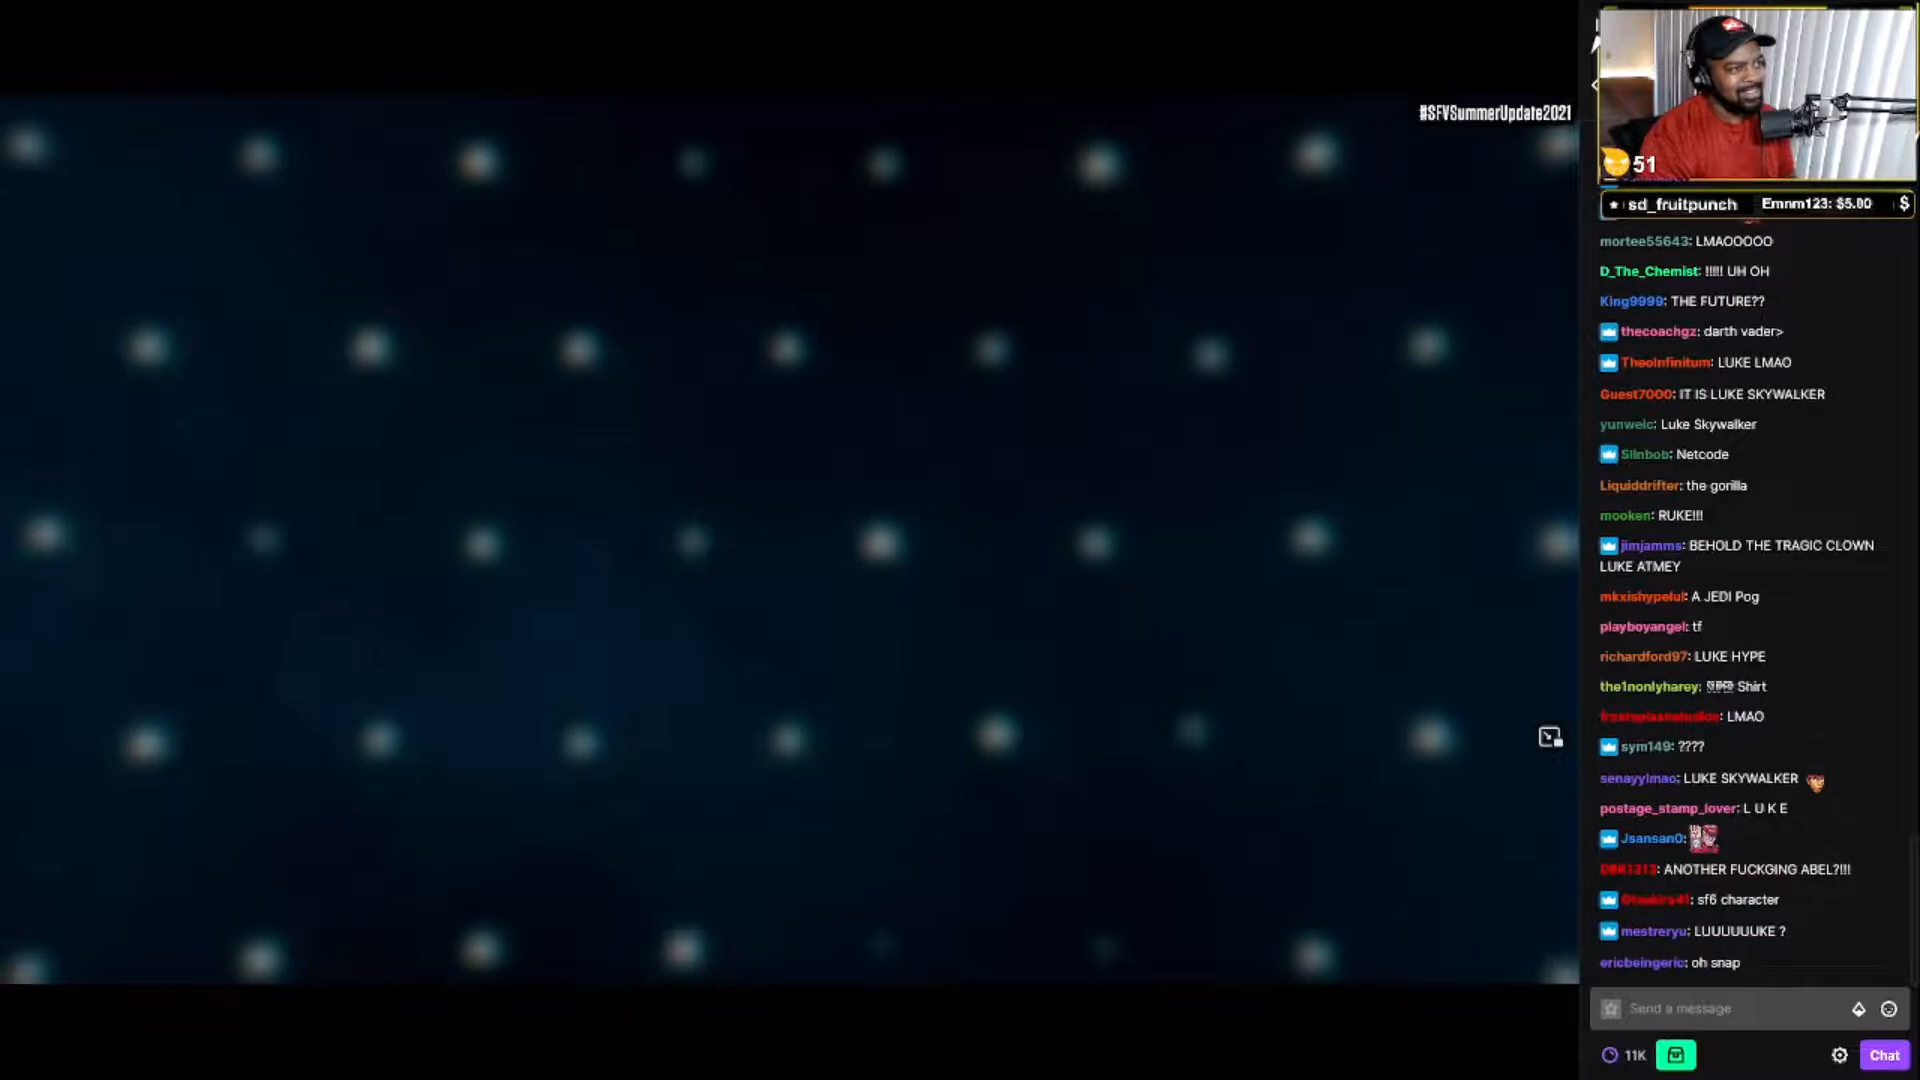 #SFVSummerUpdate2021
51
sd_fruitpunch Emnm123: $5.00 $
mortee55643: LMAOOOOO
D_The_Chemist: !!!!! UH OH
King9999: THE FUTURE??
thecoachgz: darth vader>
TheoInfinitum: LUKE LMAO
Guest7000: IT IS LUKE SKYWALKER
yunwelc: Luke Skywalker
Slinbob: Netcode
Liquiddrifter: the gorilla
mooken: RUKE!!!
jimjamms: BEHOLD THE TRAGIC CLOWN
LUKE ATMEY
mkxishypelul: A JEDI Pog
playboyangel: tf
richardford97: LUKE HYPE
the1nonlyharey: Shirt
LMAO
sym149: ????
senayylmao: LUKE SKYWALKER
postage_stamp_lover: L U K E
Jsansan0:
ANOTHER FUCKGING ABEL?!!!
sf6 character
mestreryu: LUUUUUUKE ?
ericbeingeric: oh snap
Send a message
11K
Chat